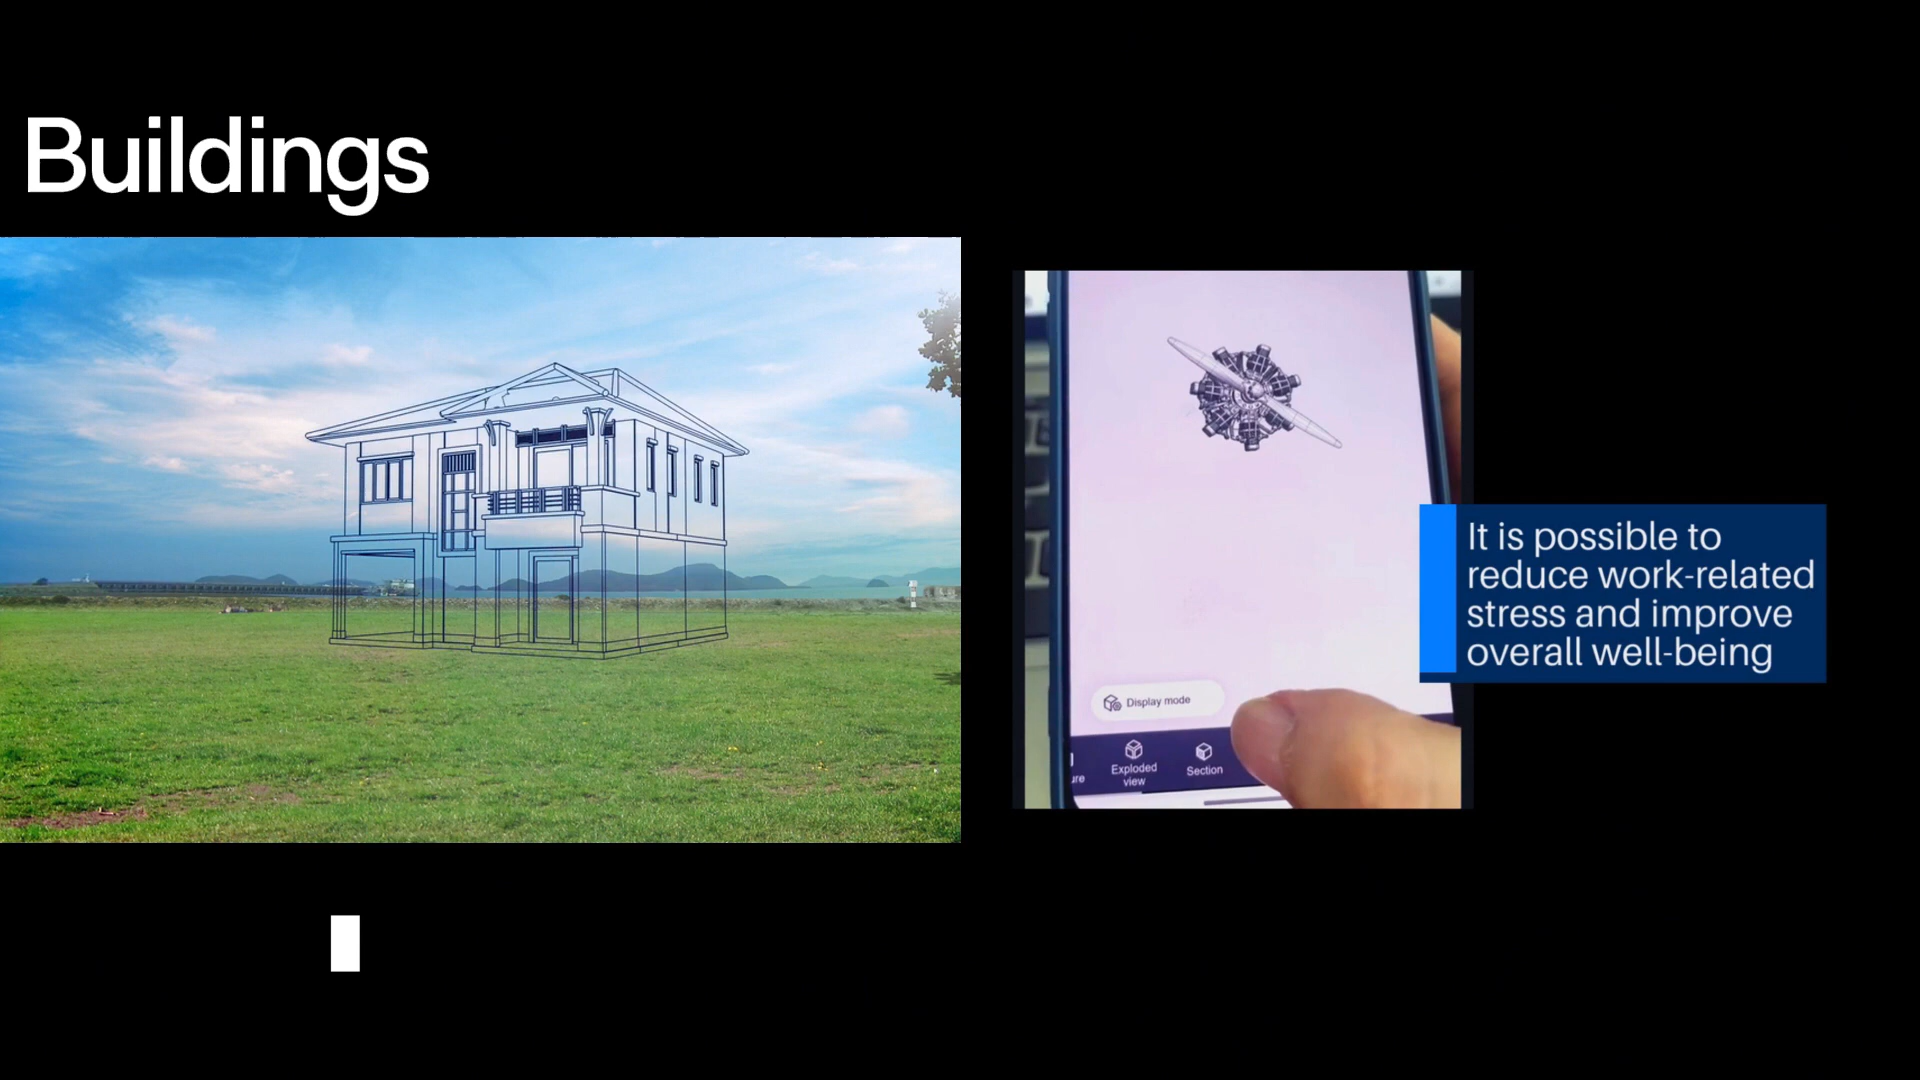 Buildings
It is possible to
reduce work-related
stress and improve
overall well-being
Display mode
ure
Exploded
view
Section